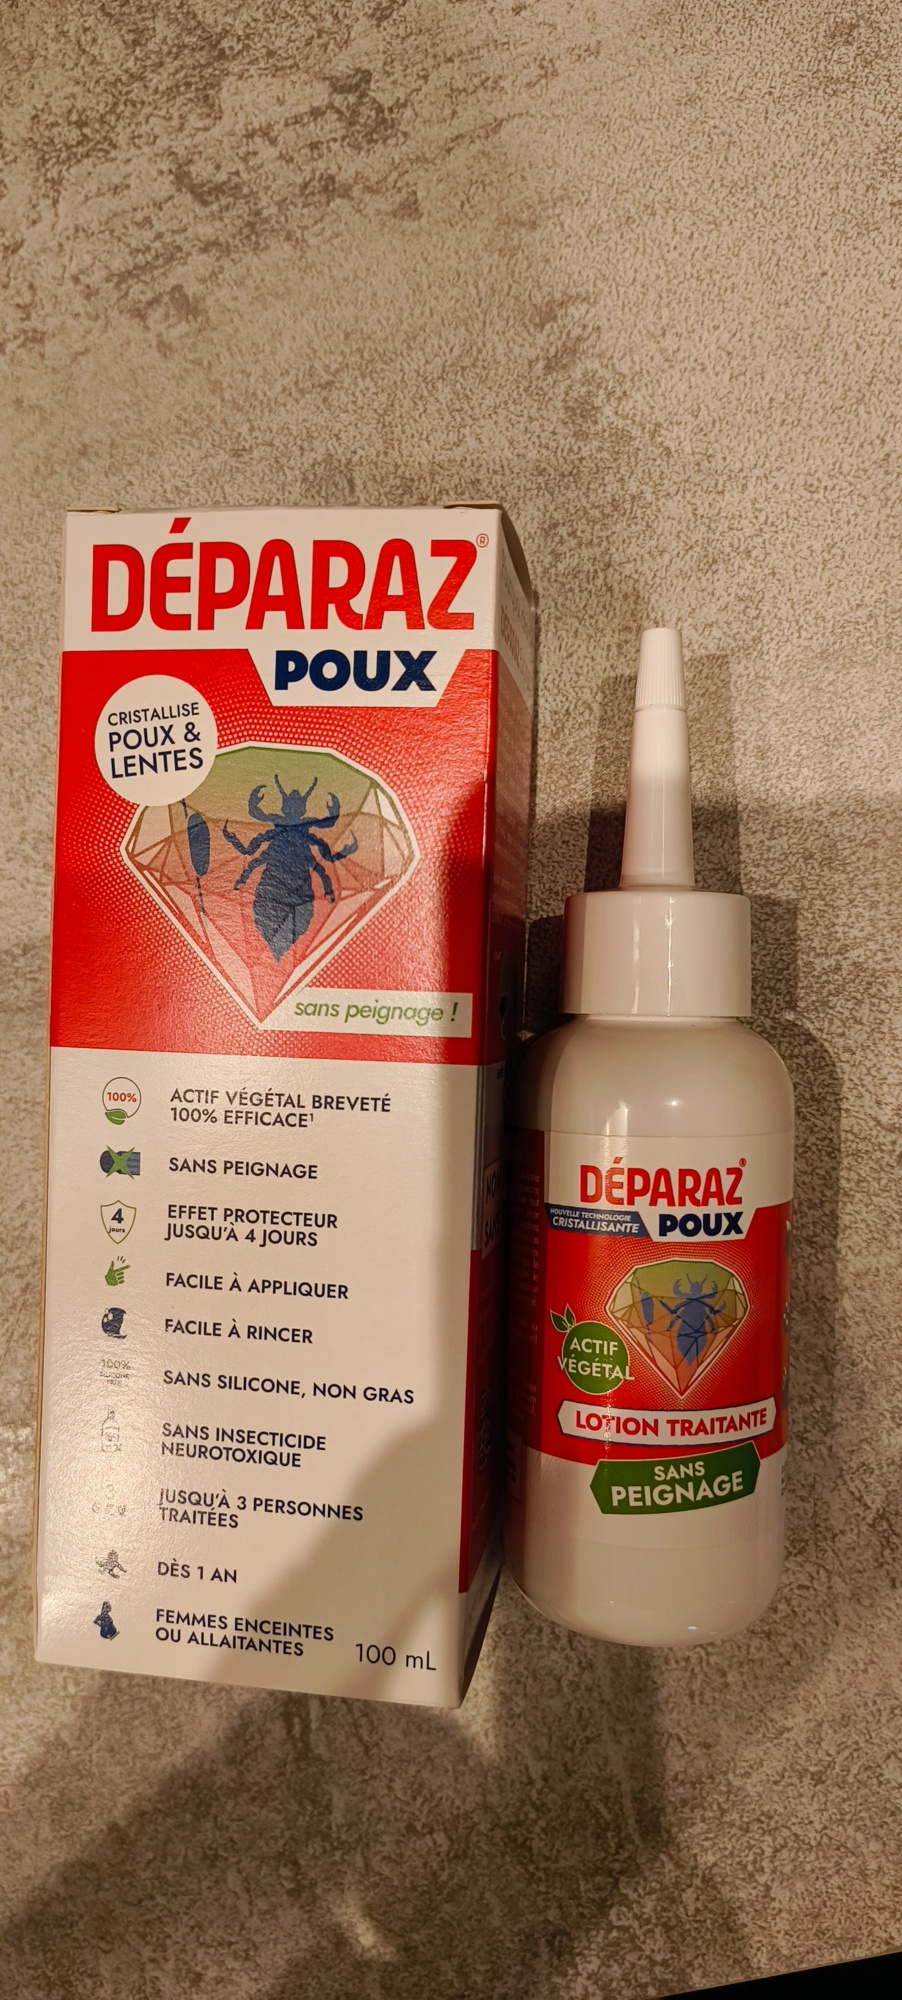 DÉPARAZ®
POUX
CRISTALLISE
POUX &
LENTES
sans peignage !
100%
ACTIF VÉGÉTAL BREVETÉ
100% EFFICACE¹
SANS PEIGNAGE
4
jours
EFFET PROTECTEUR
JUSQU'À 4 JOURS
FACILE À APPLIQUER
FACILE À RINCER
100%
SANS SILICONE, NON GRAS
SANS INSECTICIDE
NEUROTOXIQUE
JUSQU'À 3 PERSONNES
TRAITÉES
DÈS 1 AN
FEMMES ENCEINTES
OU ALLAITANTES
100 mL
DÉPARAZ®
NOUVELLE TECHNOLOGIE
CRISTALLISANTE
POUX
ACTIF
VÉGÉTAL
LOTION TRAITANTE
SANS
PEIGNAGE